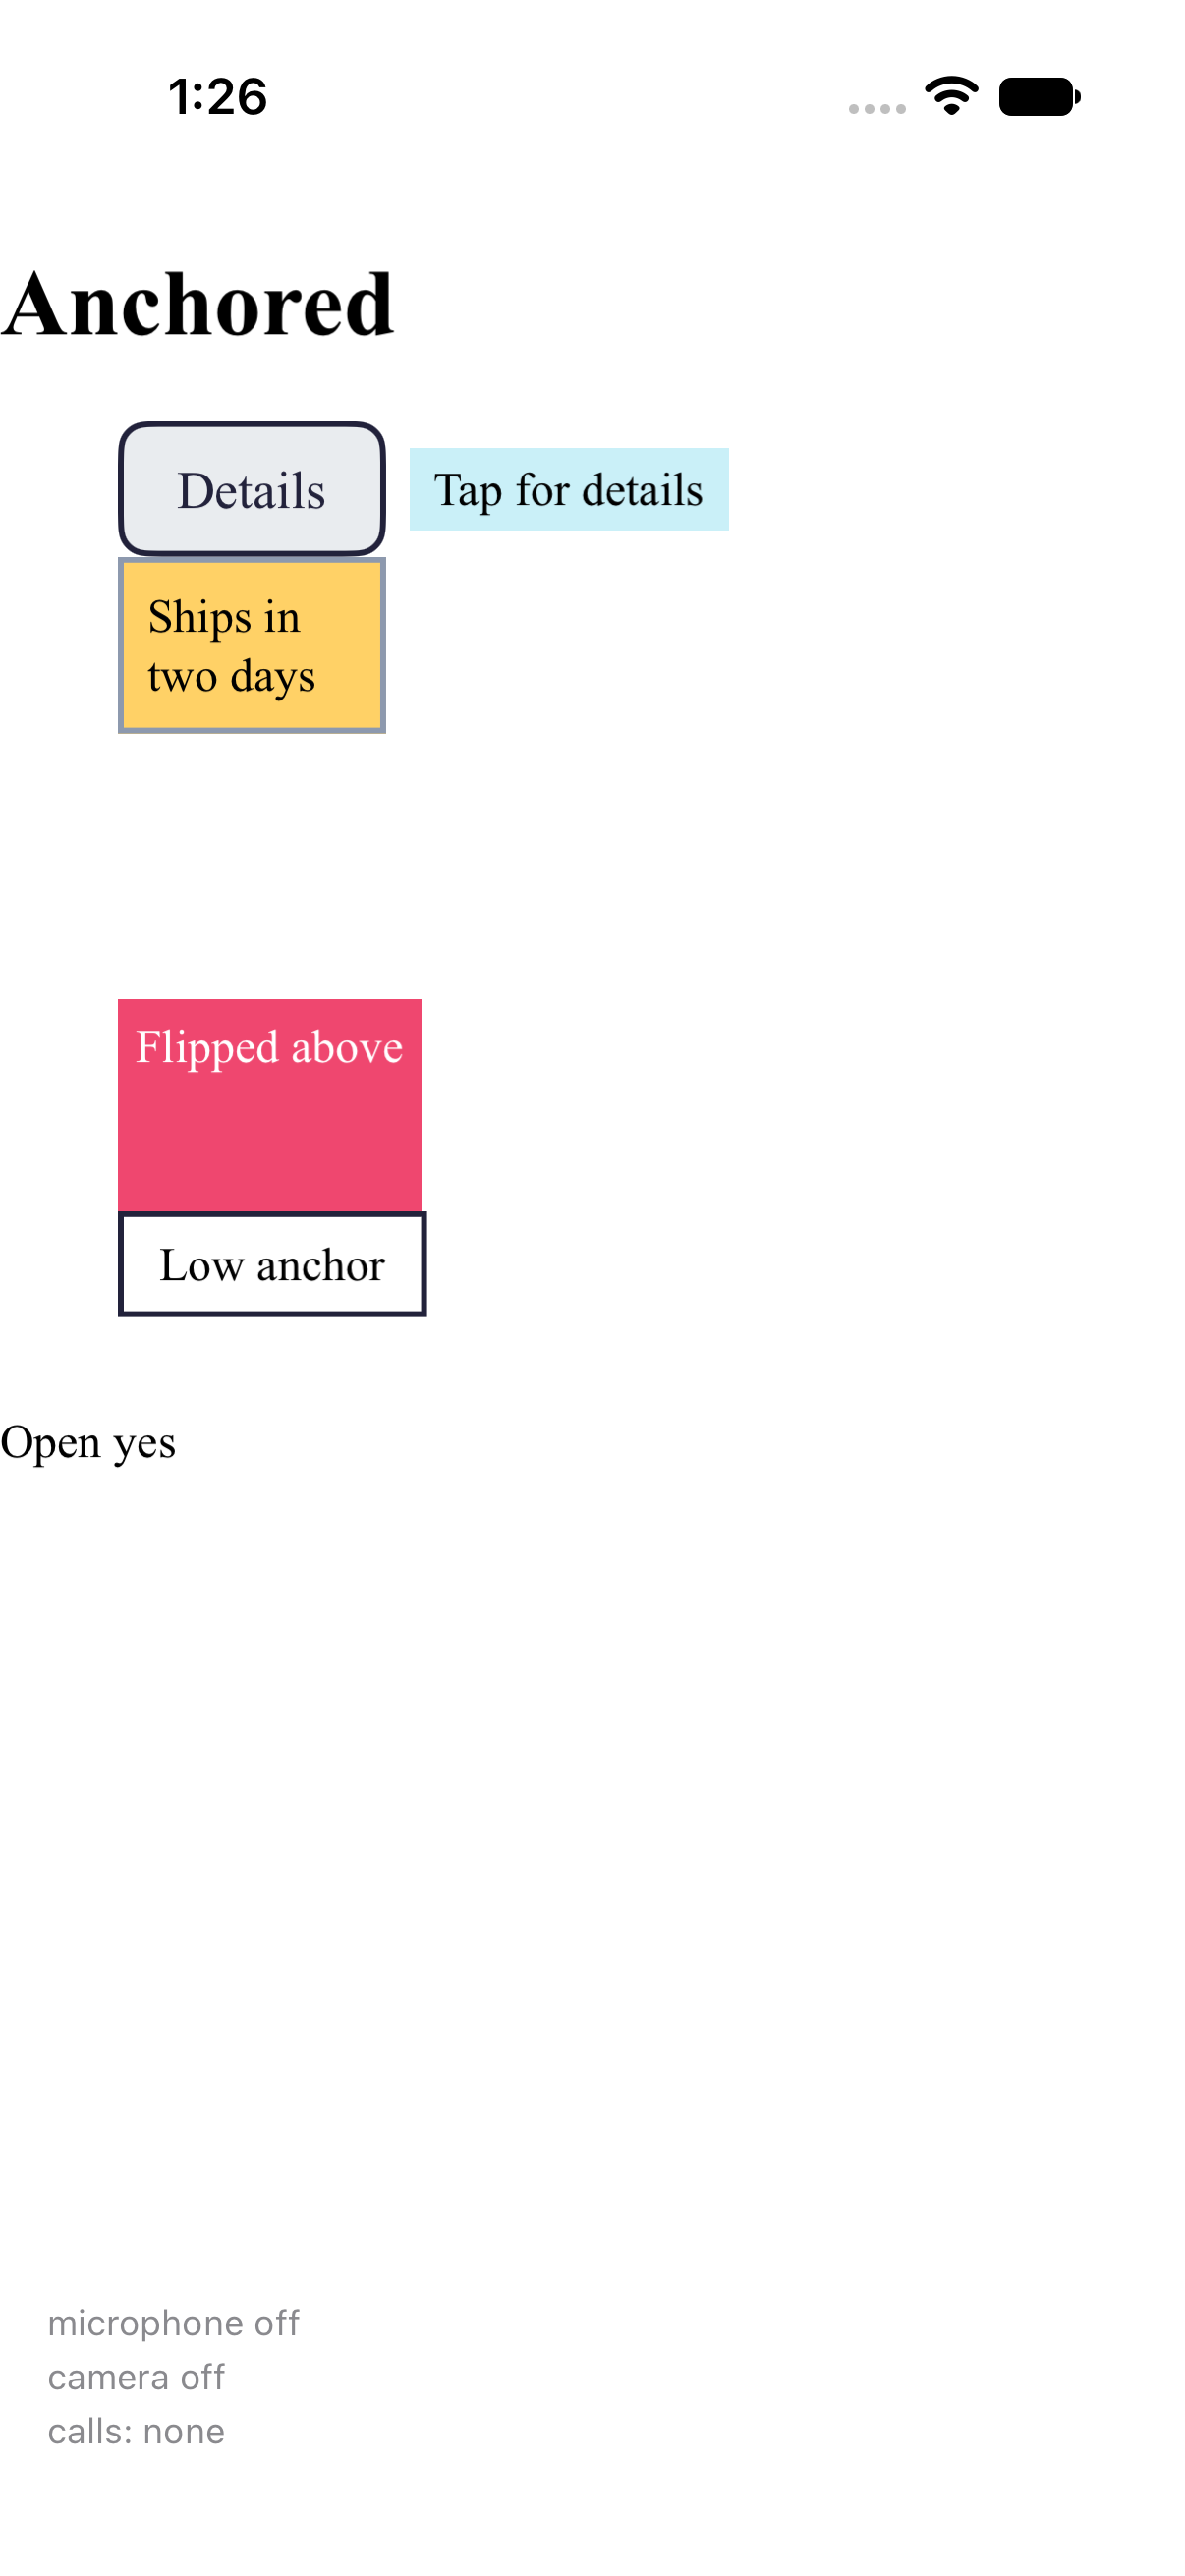 1:26
Anchored
Details
Tap for details
Ships in
two days
Flipped above
Low anchor
Open yes
microphone off
camera off
calls: none